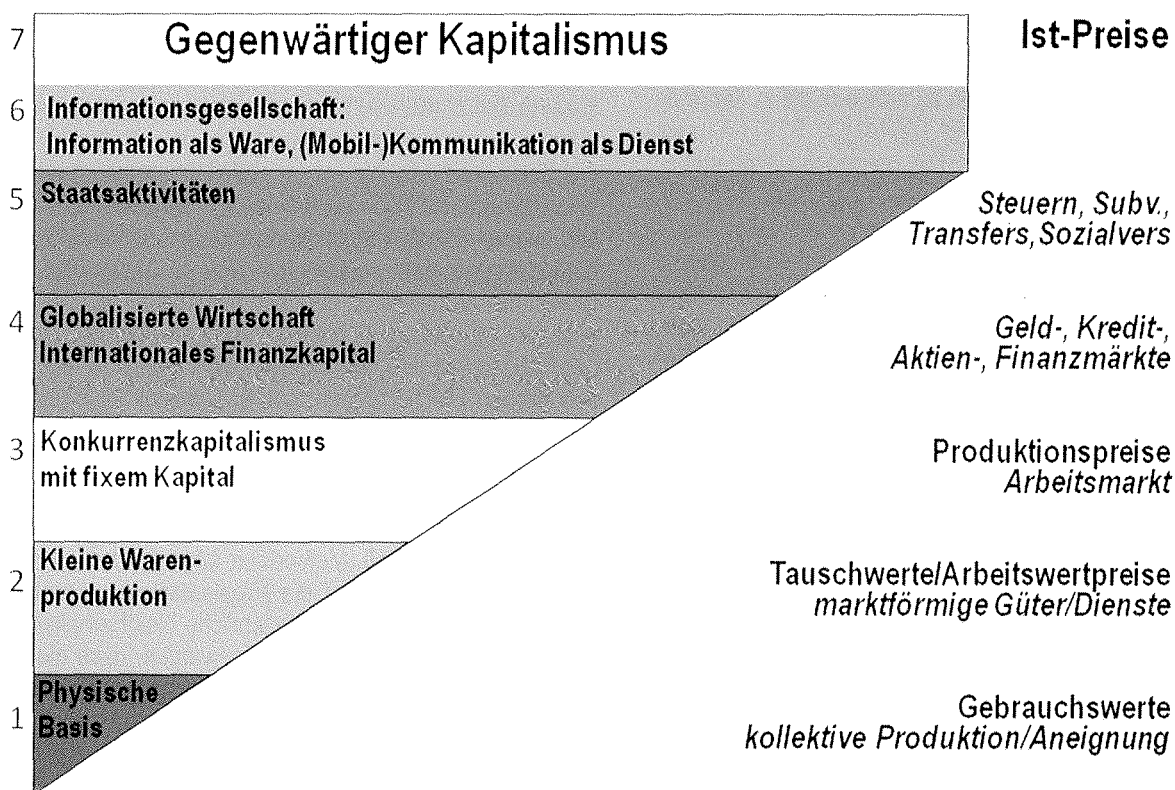 7
Gegenwärtiger Kapitalismus
Ist-Preise
6
Informationsgesellschaft:
Information als Ware, (Mobil-)Kommunikation als Dienst
5
Staatsaktivitäten
Steuern, Subv.,
Transfers, Sozialvers
4
Globalisierte Wirtschaft
Internationales Finanzkapital
Geld-, Kredit-,
Aktien-, Finanzmärkte
3
Konkurrenzkapitalismus
mit fixem Kapital
Produktionspreise
Arbeitsmarkt
2
Kleine Waren-
produktion
Tauschwerte/Arbeitswertpreise
marktförmige Güter/Dienste
1
Physische
Basis
Gebrauchswerte
kollektive Produktion/Aneignung